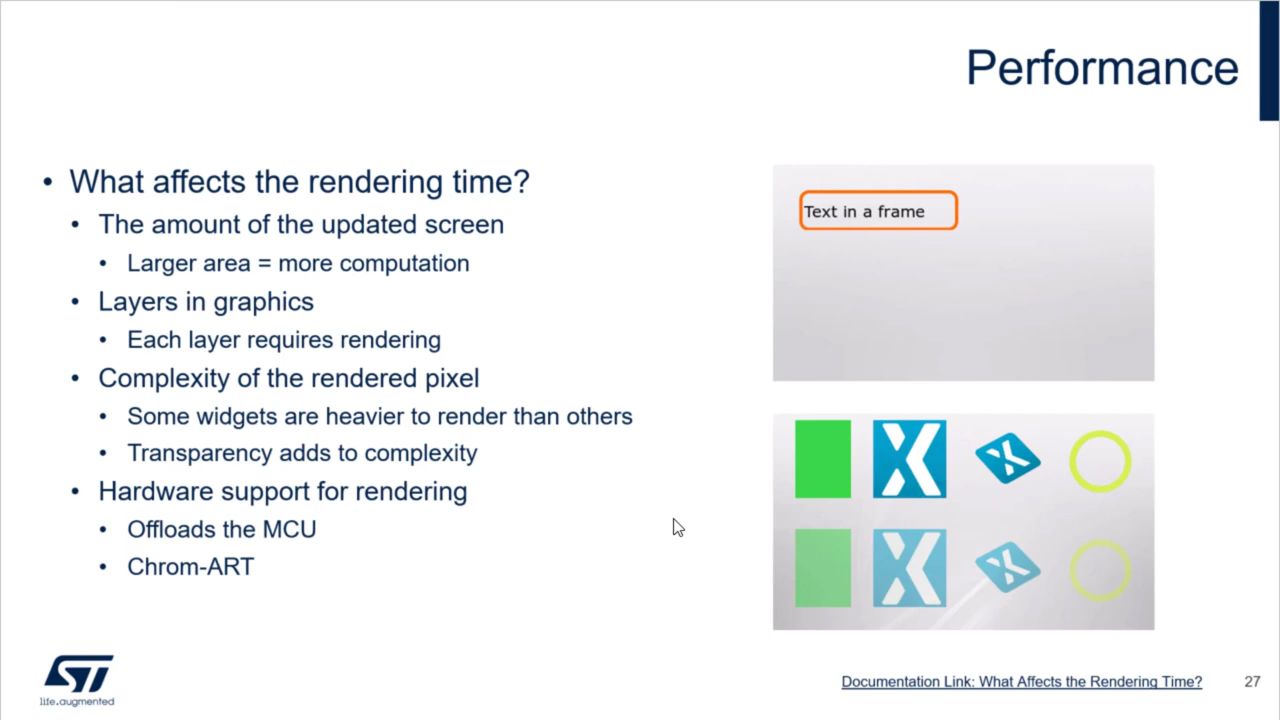 Performance
• What affects the rendering time?
• The amount of the updated screen
• Larger area = more computation
• Layers in graphics
• Each layer requires rendering
• Complexity of the rendered pixel
• Some widgets are heavier to render than others
• Transparency adds to complexity
• Hardware support for rendering
• Offloads the MCU
• Chrom-ART
Text in a frame
ST
life.augmented
Documentation Link: What Affects the Rendering Time?
27